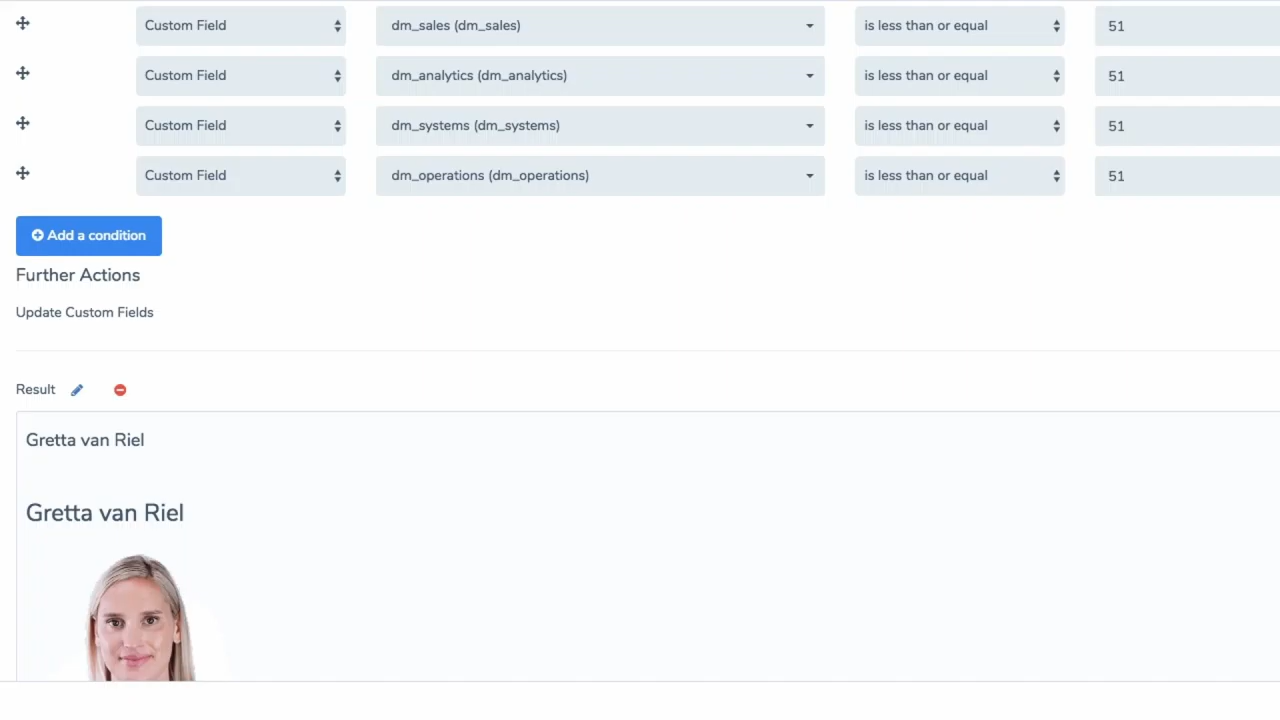 Custom Field dm_sales (dm_sales) is less than or equal 51
Custom Field dm_analytics (dm_analytics) is less than or equal 51
Custom Field dm_systems (dm_systems) is less than or equal 51
Custom Field dm_operations (dm_operations) is less than or equal 51
Add a condition
Further Actions
Update Custom Fields
Result
Gretta van Riel
Gretta van Riel